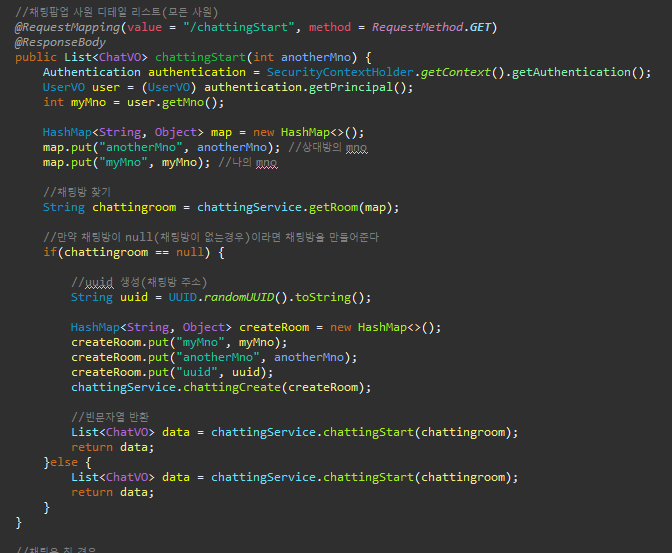 //채팅팝업 사원 디테일 리스트(모든 사원)
@RequestMapping(value = "/chattingStart", method = RequestMethod.GET)
@ResponseBody
public List<ChatVO> chattingStart(int anotherMno) {
    Authentication authentication = SecurityContextHolder.getContext().getAuthentication();
    UserVO user = (UserVO) authentication.getPrincipal();
    int myMno = user.getMno();

    HashMap<String, Object> map = new HashMap<>();
    map.put("anotherMno", anotherMno); //상대방의 mno
    map.put("myMno", myMno); //나의 mno

    //채팅방 찾기
    String chattingroom = chattingService.getRoom(map);

    //만약 채팅방이 null(채팅방이 없는경우)이라면 채팅방을 만들어준다
    if(chattingroom == null) {

        //uuid 생성(채팅방 주소)
        String uuid = UUID.randomUUID().toString();

        HashMap<String, Object> createRoom = new HashMap<>();
        createRoom.put("myMno", myMno);
        createRoom.put("anotherMno", anotherMno);
        createRoom.put("uuid", uuid);
        chattingService.chattingCreate(createRoom);

        //빈문자열 반환
        List<ChatVO> data = chattingService.chattingStart(chattingroom);
        return data;
    }else {
        List<ChatVO> data = chattingService.chattingStart(chattingroom);
        return data;
    }
}